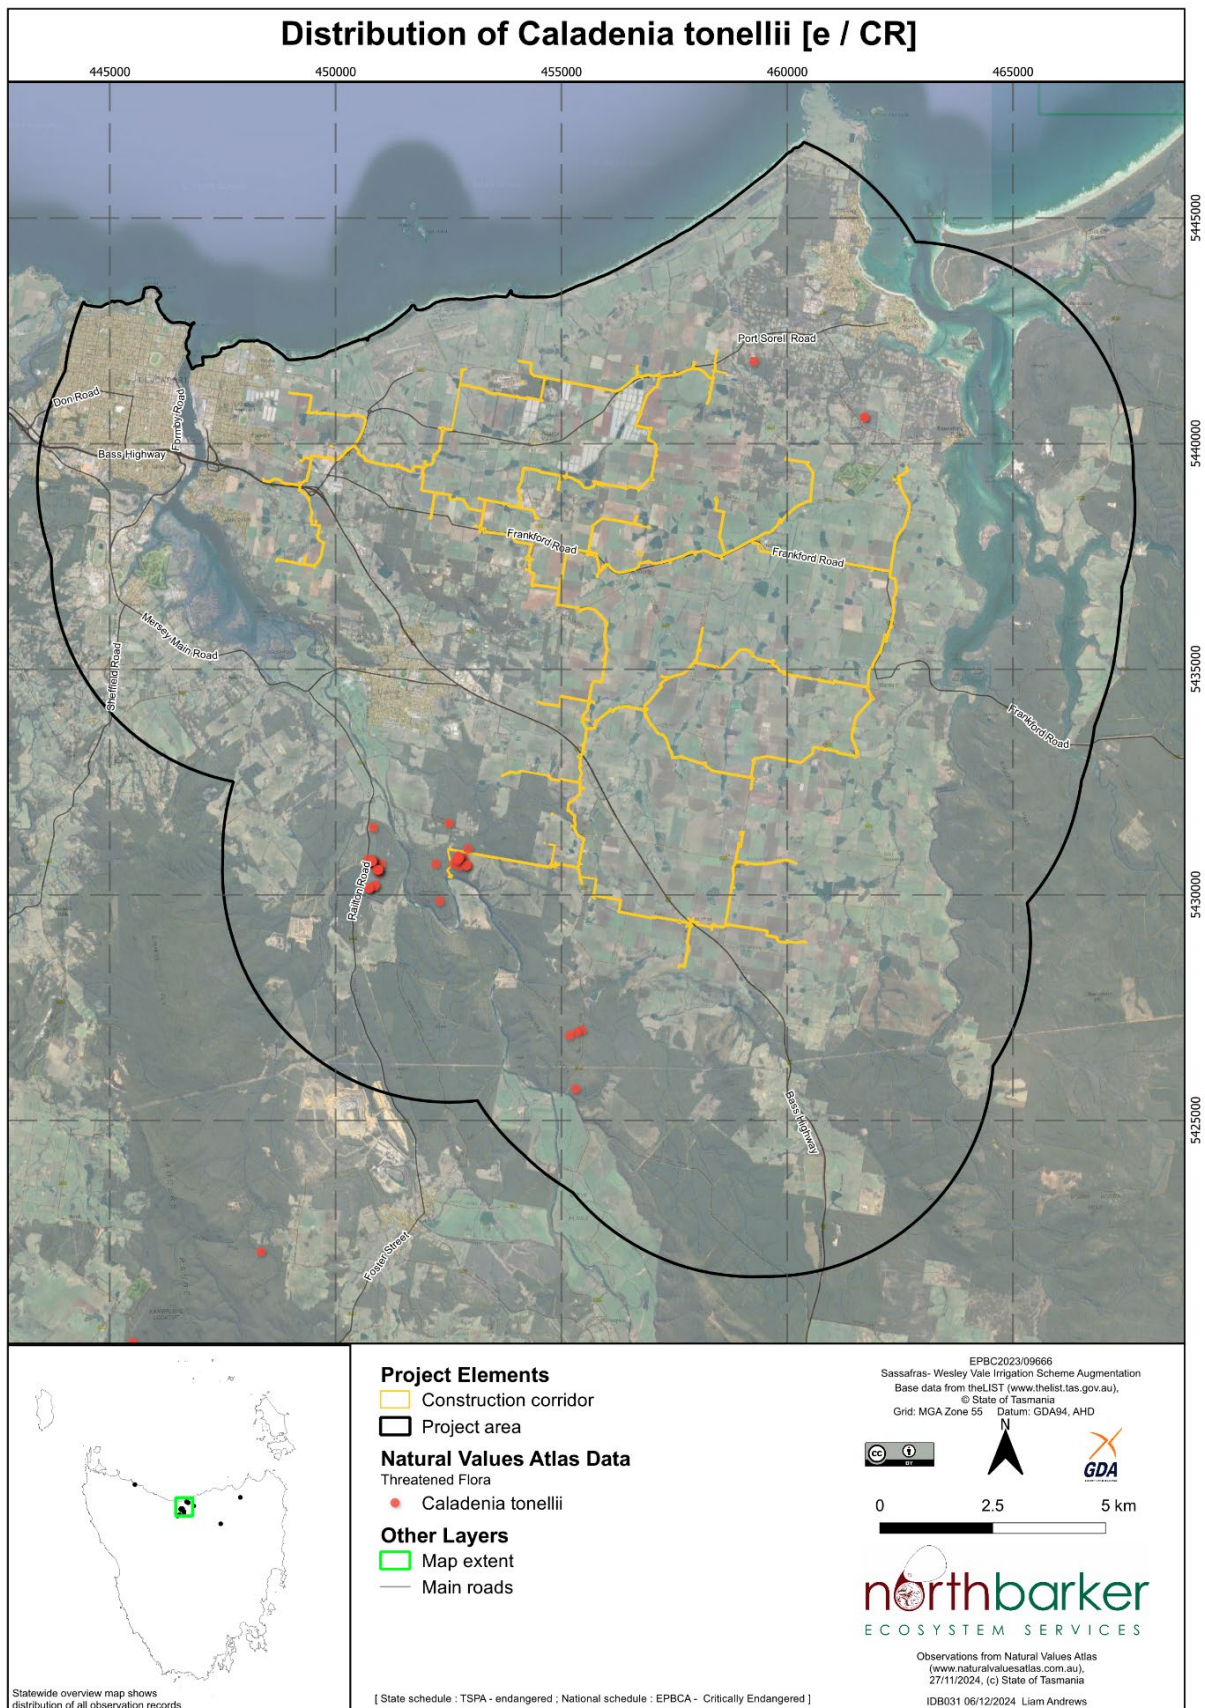 Distribution of Caladenia tonellii [e / CR]
445000 450000 455000 460000 465000
5445000
Port Sorell Road
Don Road
Formby Road
Bass Highway
5440000
Frankford Road
Frankford Road
Mersey Main Road
Sheffield Road
5435000
Frankford Road
Railton Road
5430000
Bass Highway
5425000
Foster Street
Statewide overview map shows
distribution of all observation records
Project Elements
Construction corridor
Project area
Natural Values Atlas Data
Threatened Flora
Caladenia tonellii
Other Layers
Map extent
Main roads
[ State schedule : TSPA - endangered ; National schedule : EPBCA - Critically Endangered ]
EPBC2023/09666
Sassafras- Wesley Vale Irrigation Scheme Augmentation
Base data from theLIST (www.thelist.tas.gov.au),
© State of Tasmania
Grid: MGA Zone 55 Datum: GDA94, AHD
N
cc BY
GDA
0 2.5 5 km
northbarker
ECOSYSTEM SERVICES
Observations from Natural Values Atlas
(www.naturalvaluesatlas.com.au),
27/11/2024, (c) State of Tasmania
IDB031 06/12/2024 Liam Andrews